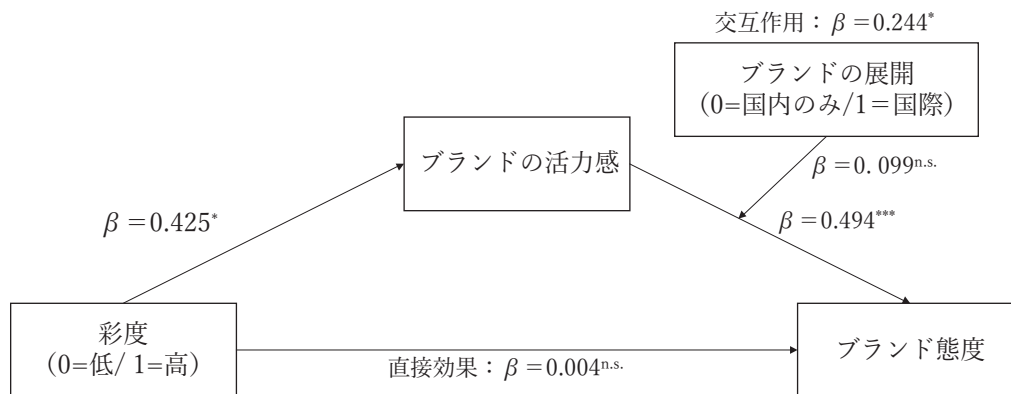 交互作用：β＝0.244*
ブランドの展開
（0=国内のみ/1＝国際）
ブランドの活力感
β＝0. 099n.s.
β＝0.425*
β＝0.494***
彩度
（0=低/ 1=高）
直接効果：β＝0.004n.s.
ブランド態度